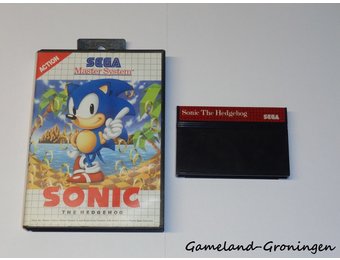 SEGA
Master System
ACTION
SONIC
THE HEDGEHOG
Sonic The Hedgehog
SEGA
Gameland-Groningen